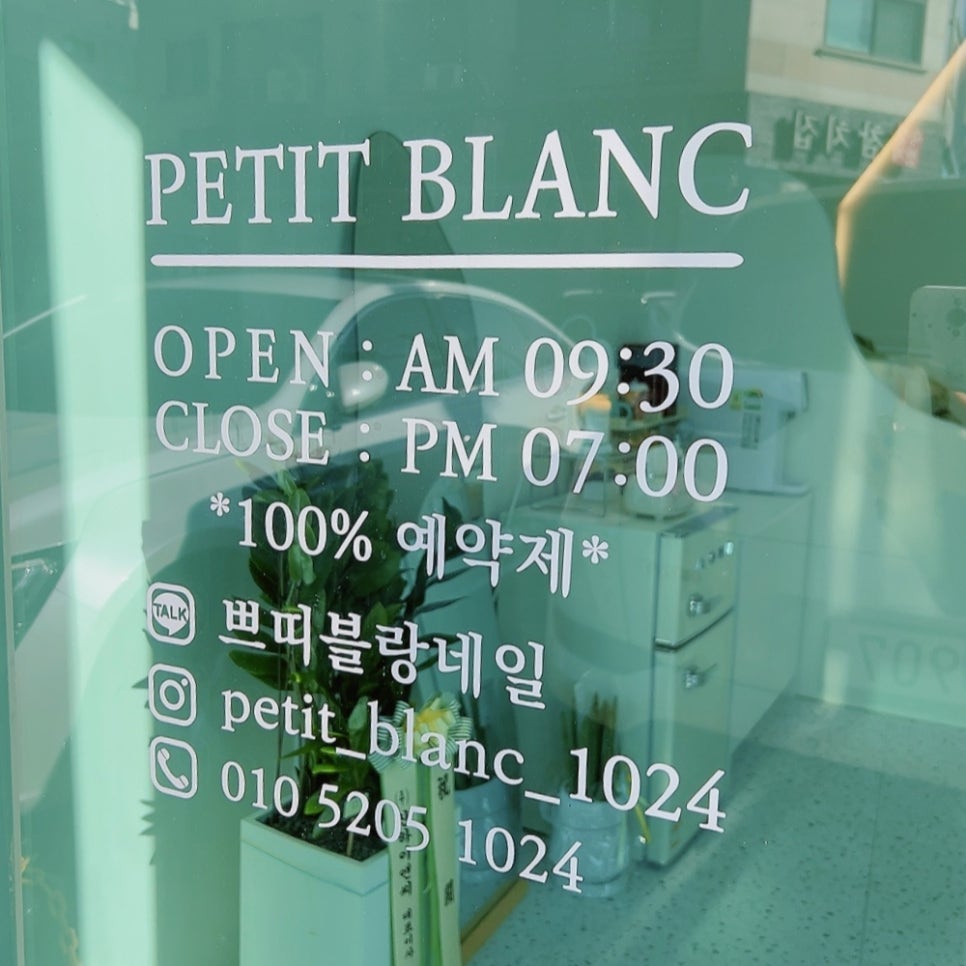 PETIT BLANC
OPEN : AM 09:30
CLOSE : PM 07:00
*100% 예약제*
TALK 쁘띠블랑네일
petit_blanc_1024
010 5205 1024